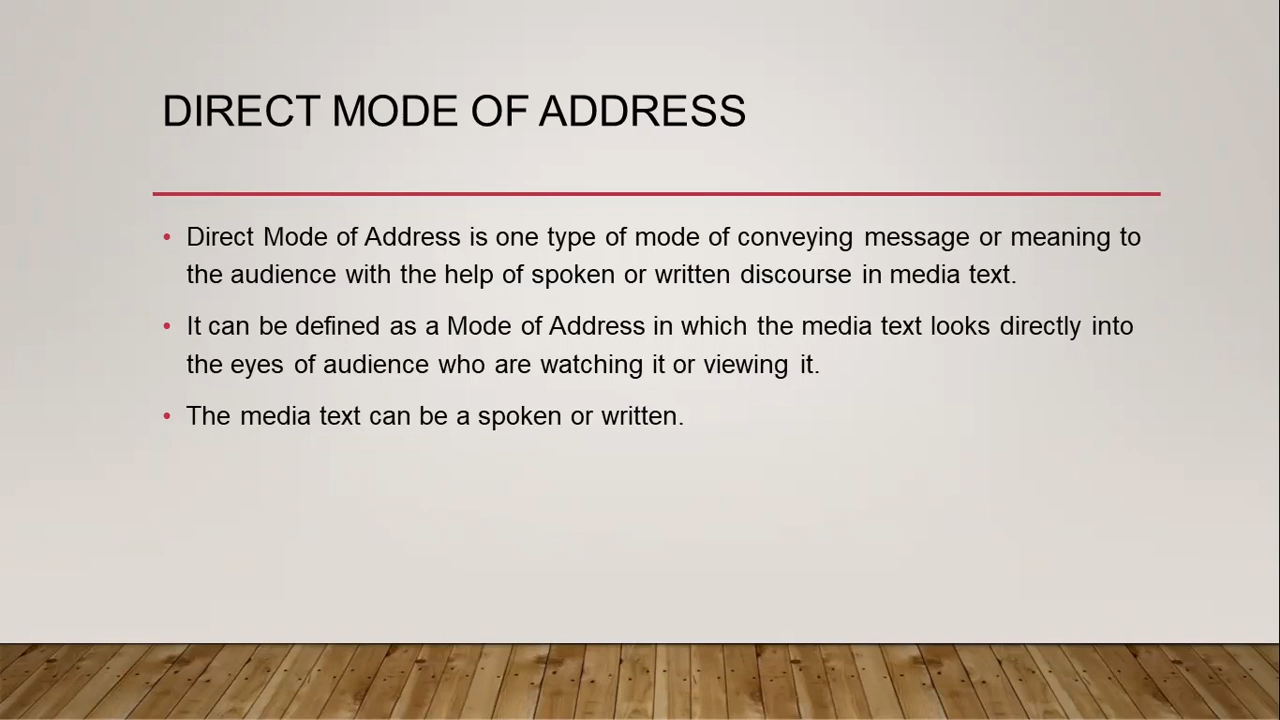 DIRECT MODE OF ADDRESS
• Direct Mode of Address is one type of mode of conveying message or meaning to
the audience with the help of spoken or written discourse in media text.
• It can be defined as a Mode of Address in which the media text looks directly into
the eyes of audience who are watching it or viewing it.
• The media text can be a spoken or written.